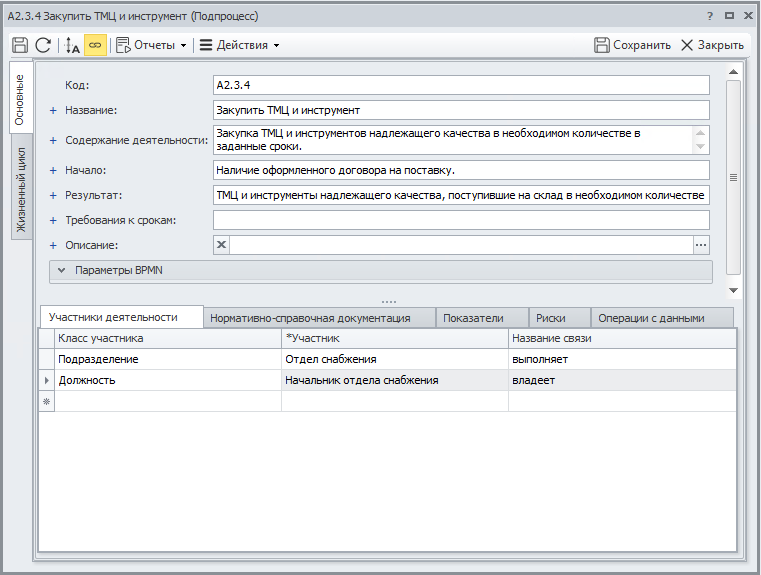 A2.3.4 Закупить ТМЦ и инструмент (Подпроцесс)
Отчеты Действия Сохранить Закрыть
Основные
Жизненный цикл
Код: A2.3.4
+ Название: Закупить ТМЦ и инструмент
+ Содержание деятельности: Закупка ТМЦ и инструментов надлежащего качества в необходимом количестве в
заданные сроки.
+ Начало: Наличие оформленного договора на поставку.
+ Результат: ТМЦ и инструменты надлежащего качества, поступившие на склад в необходимом количестве
+ Требования к срокам:
+ Описание:
Параметры BPMN
Участники деятельности Нормативно-справочная документация Показатели Риски Операции с данными
Класс участника *Участник Название связи
Подразделение Отдел снабжения выполняет
Должность Начальник отдела снабжения владеет